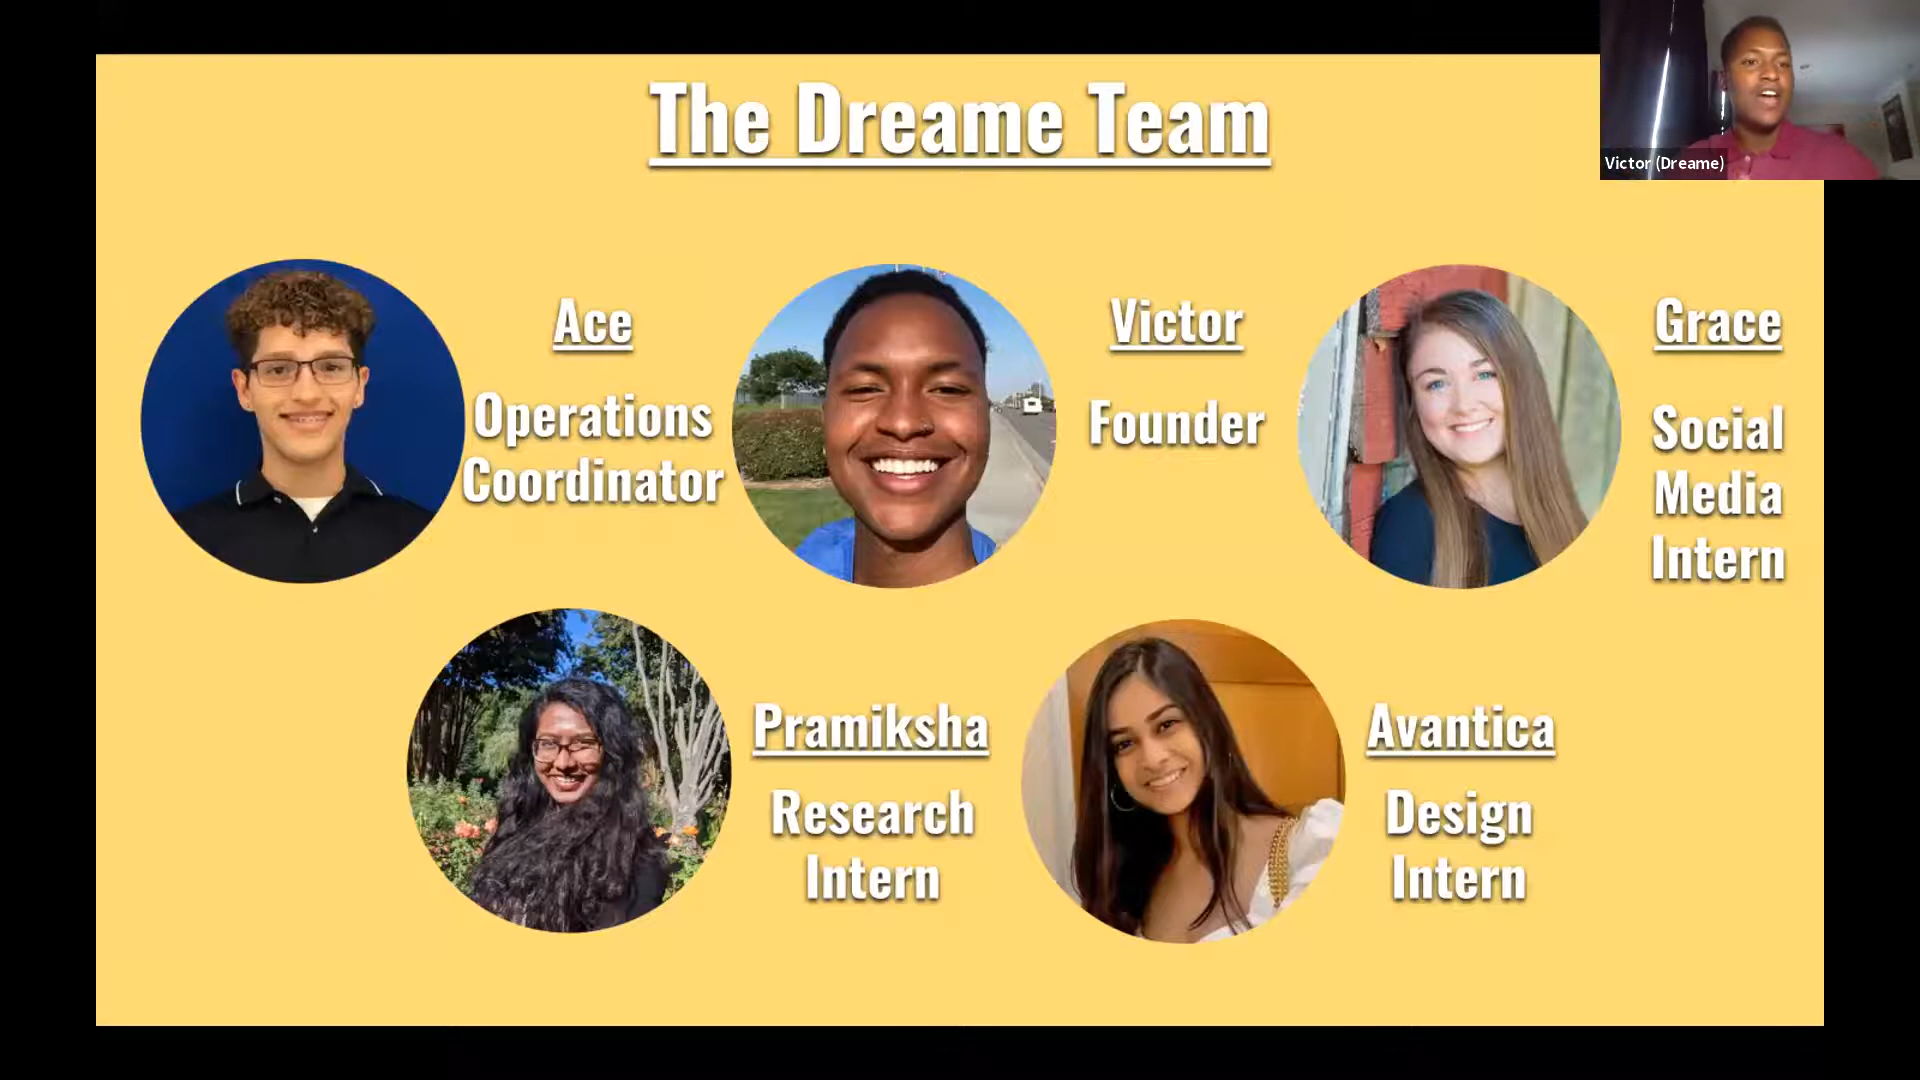 The Dreame Team
Victor (Dreame)
Ace
Operations
Coordinator
Victor
Founder
Grace
Social
Media
Intern
Pramiksha
Research
Intern
Avantica
Design
Intern